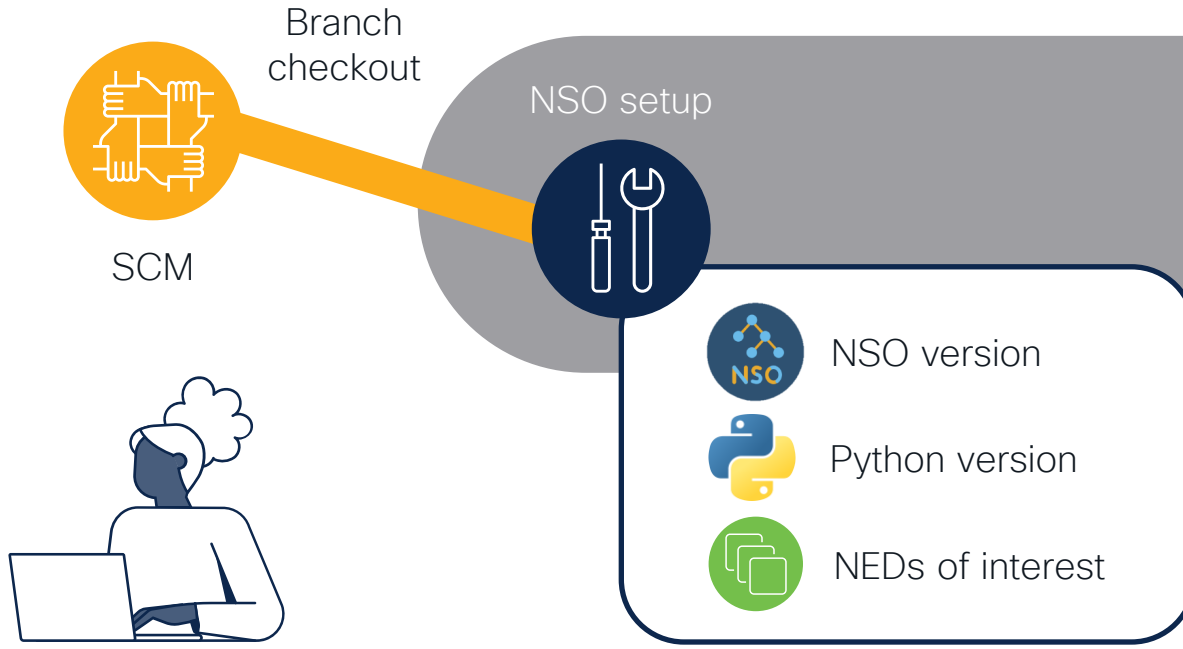 Branch
checkout
NSO setup
SCM
NSO
NSO version
Python version
NEDs of interest